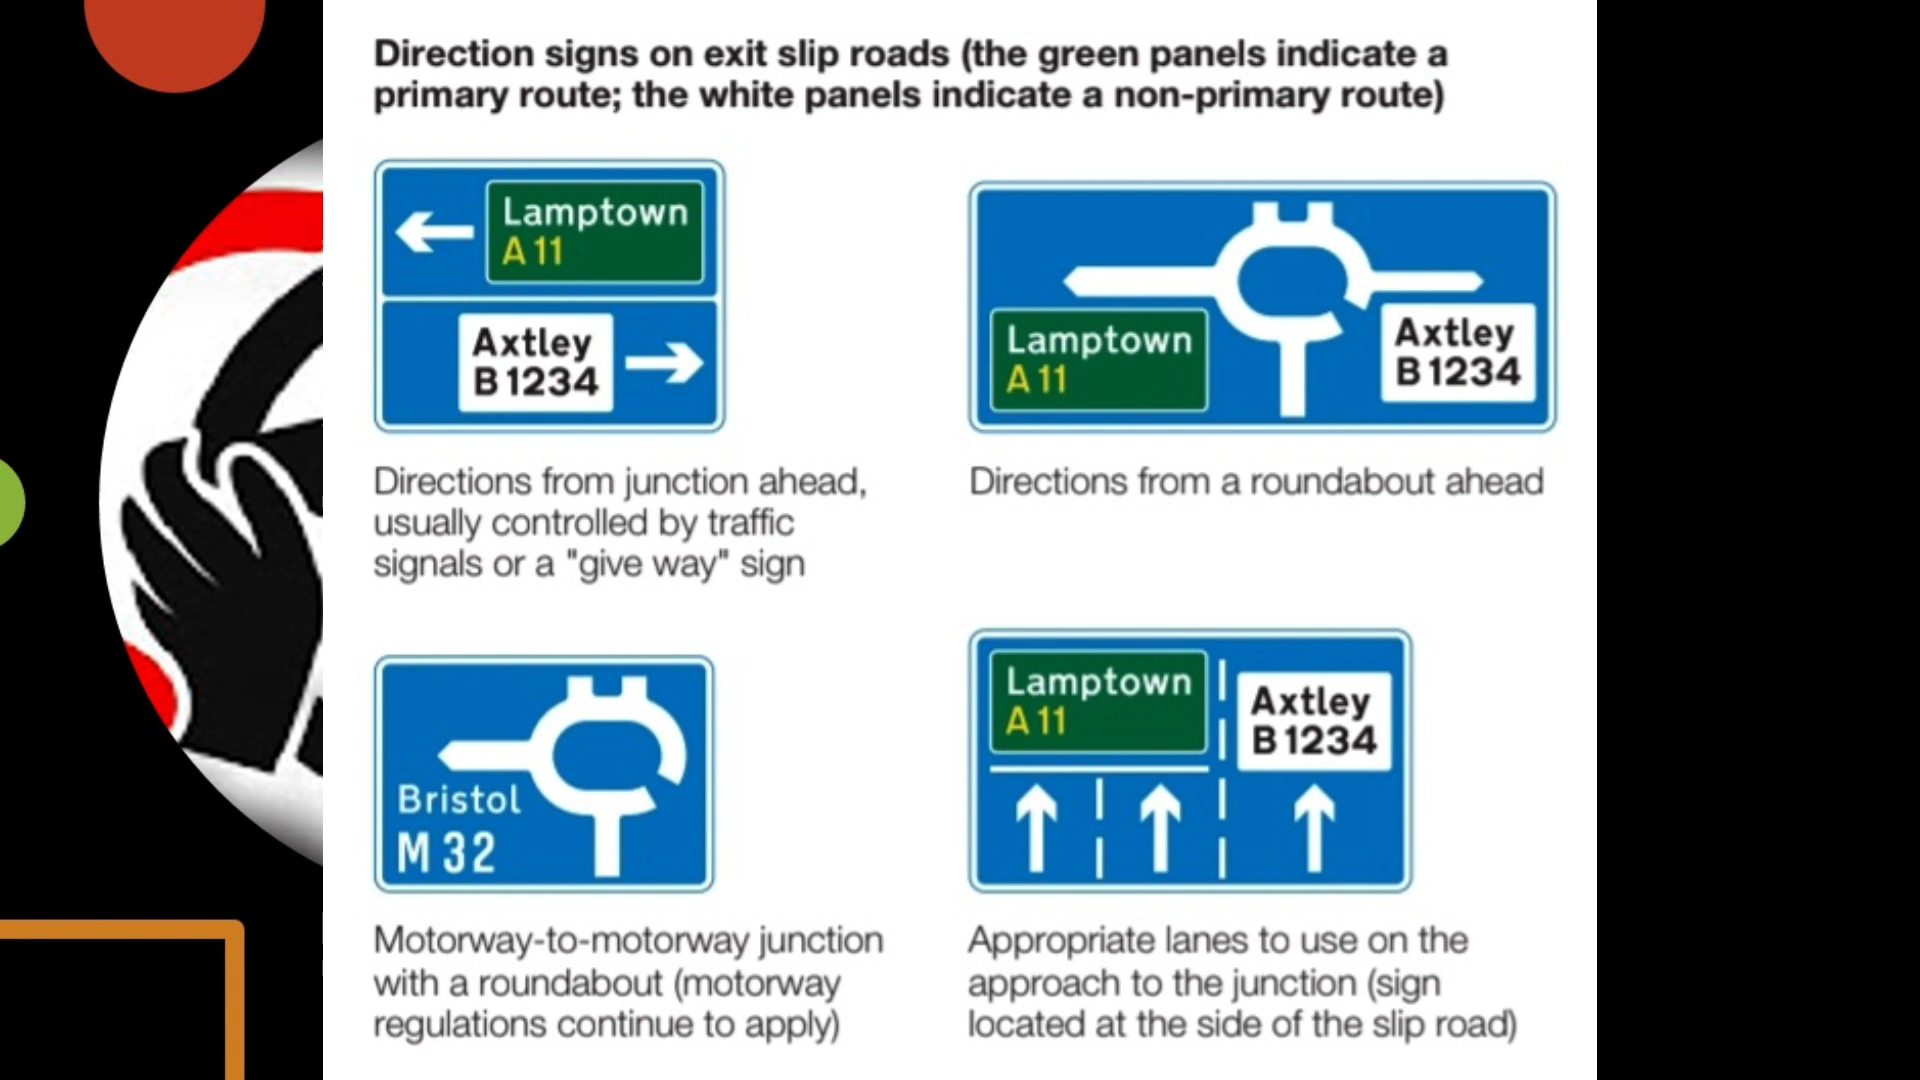 Direction signs on exit slip roads (the green panels indicate a
primary route; the white panels indicate a non-primary route)
Lamptown
A 11
Axtley
B 1234
Directions from junction ahead,
usually controlled by traffic
signals or a "give way" sign
Lamptown
A 11
Axtley
B 1234
Directions from a roundabout ahead
Bristol
M 32
Motorway-to-motorway junction
with a roundabout (motorway
regulations continue to apply)
Lamptown
A 11
Axtley
B 1234
Appropriate lanes to use on the
approach to the junction (sign
located at the side of the slip road)